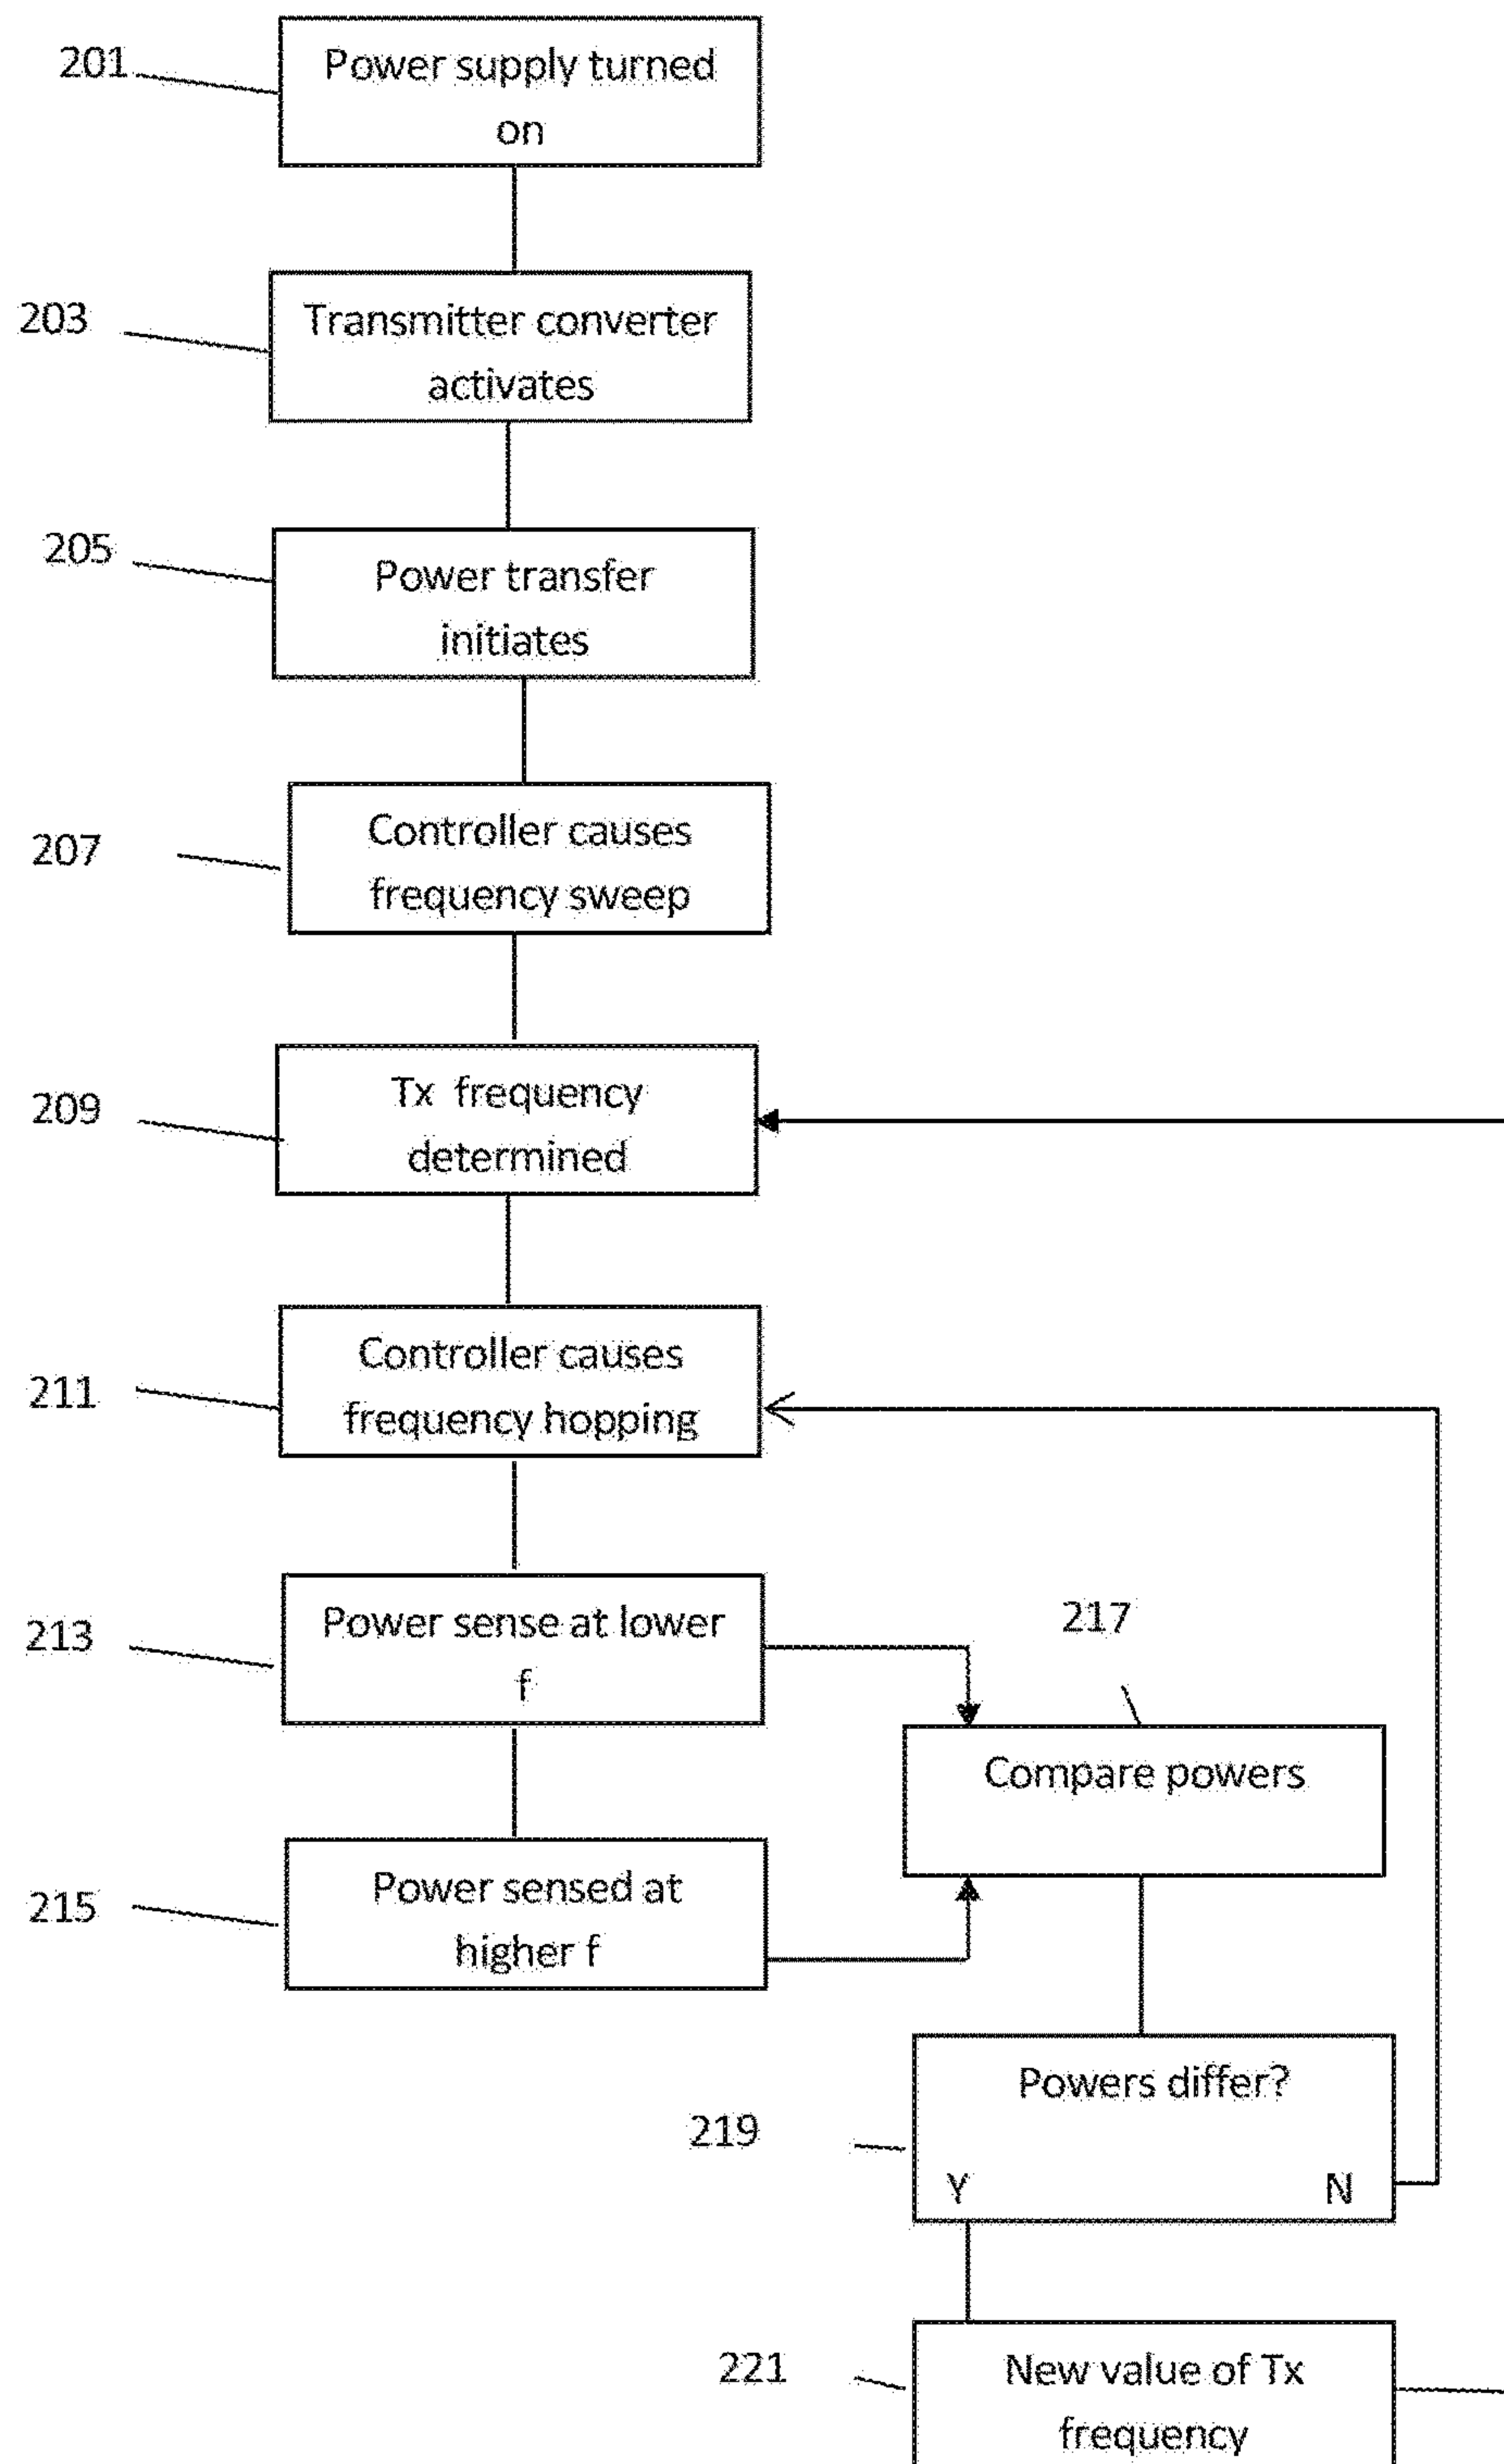 201
Power supply turned
on
203
Transmitter converter
activates
205
Power transfer
initiates
207
Controller causes
frequency sweep
209
Tx frequency
determined
211
Controller causes
frequency hopping
213
Power sense at lower
f
217
Compare powers
215
Power sensed at
higher f
219
Powers differ?
Y N
221
New value of Tx
frequency